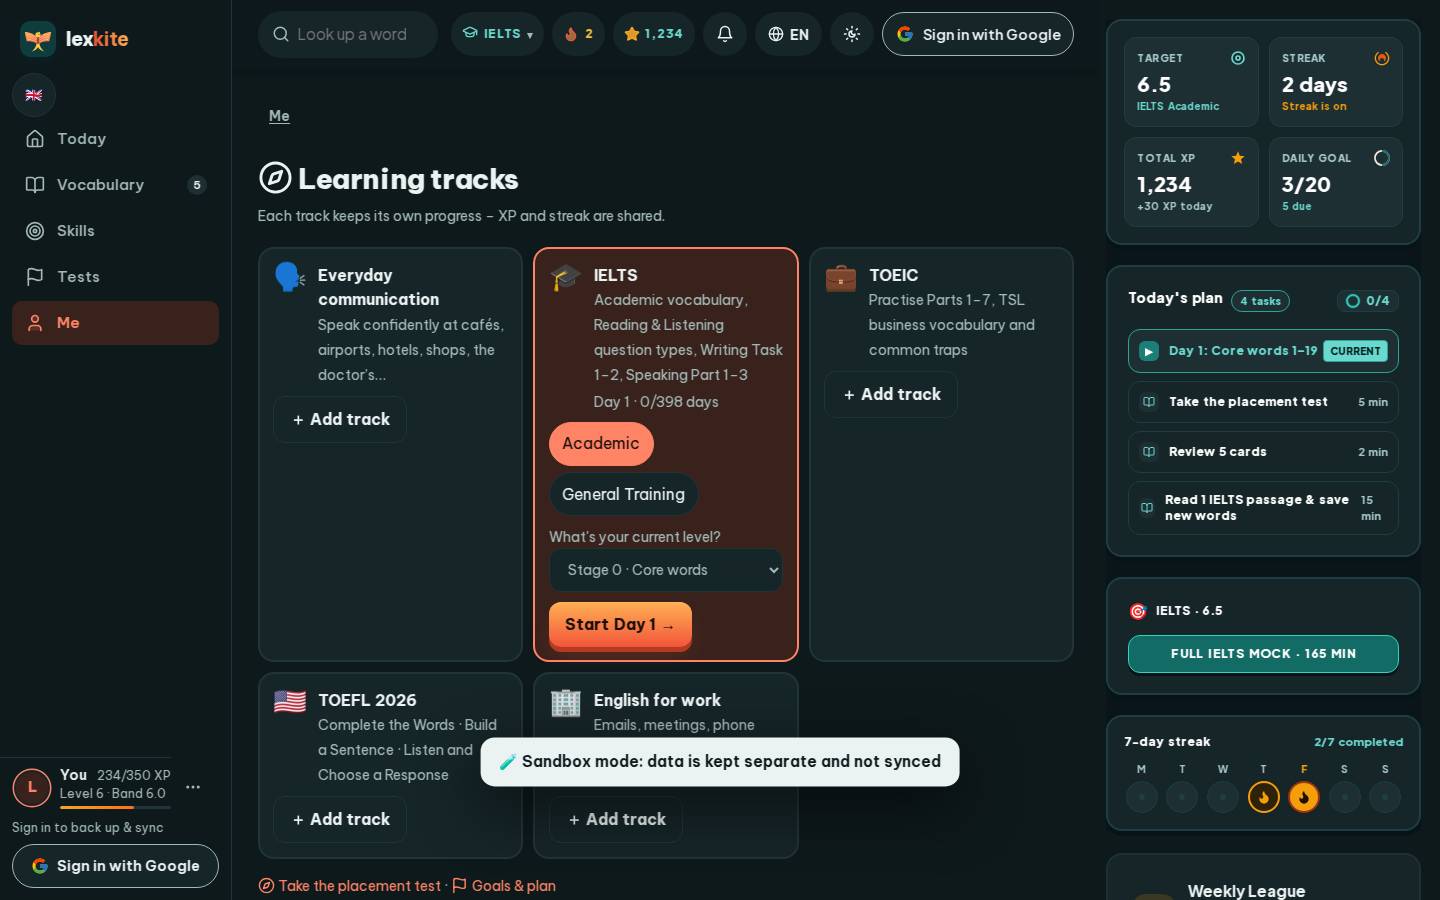 lexkite
Today
Vocabulary 5
Skills
Tests
Me
You 234/350 XP
Level 6 · Band 6.0
L
Sign in to back up & sync
Sign in with Google
Look up a word
IELTS ▾
2
1,234
EN
Sign in with Google
Me
Learning tracks
Each track keeps its own progress – XP and streak are shared.
Everyday
communication
Speak confidently at cafés,
airports, hotels, shops, the
doctor's…
+ Add track
IELTS
Academic vocabulary,
Reading & Listening
question types, Writing Task
1–2, Speaking Part 1–3
Day 1 · 0/398 days
Academic
General Training
What's your current level?
Stage 0 · Core words
Start Day 1 →
TOEIC
Practise Parts 1–7, TSL
business vocabulary and
common traps
+ Add track
TOEFL 2026
Complete the Words · Build
a Sentence · Listen and
Choose a Response
+ Add track
English for work
Emails, meetings, phone
+ Add track
🧪 Sandbox mode: data is kept separate and not synced
Take the placement test · Goals & plan
TARGET
6.5
IELTS Academic
STREAK
2 days
Streak is on
TOTAL XP
1,234
+30 XP today
DAILY GOAL
3/20
5 due
Today's plan 4 tasks 0/4
Day 1: Core words 1–19 CURRENT
Take the placement test 5 min
Review 5 cards 2 min
Read 1 IELTS passage & save 15
new words min
IELTS · 6.5
FULL IELTS MOCK · 165 MIN
7-day streak 2/7 completed
M T W T F S S
Weekly League